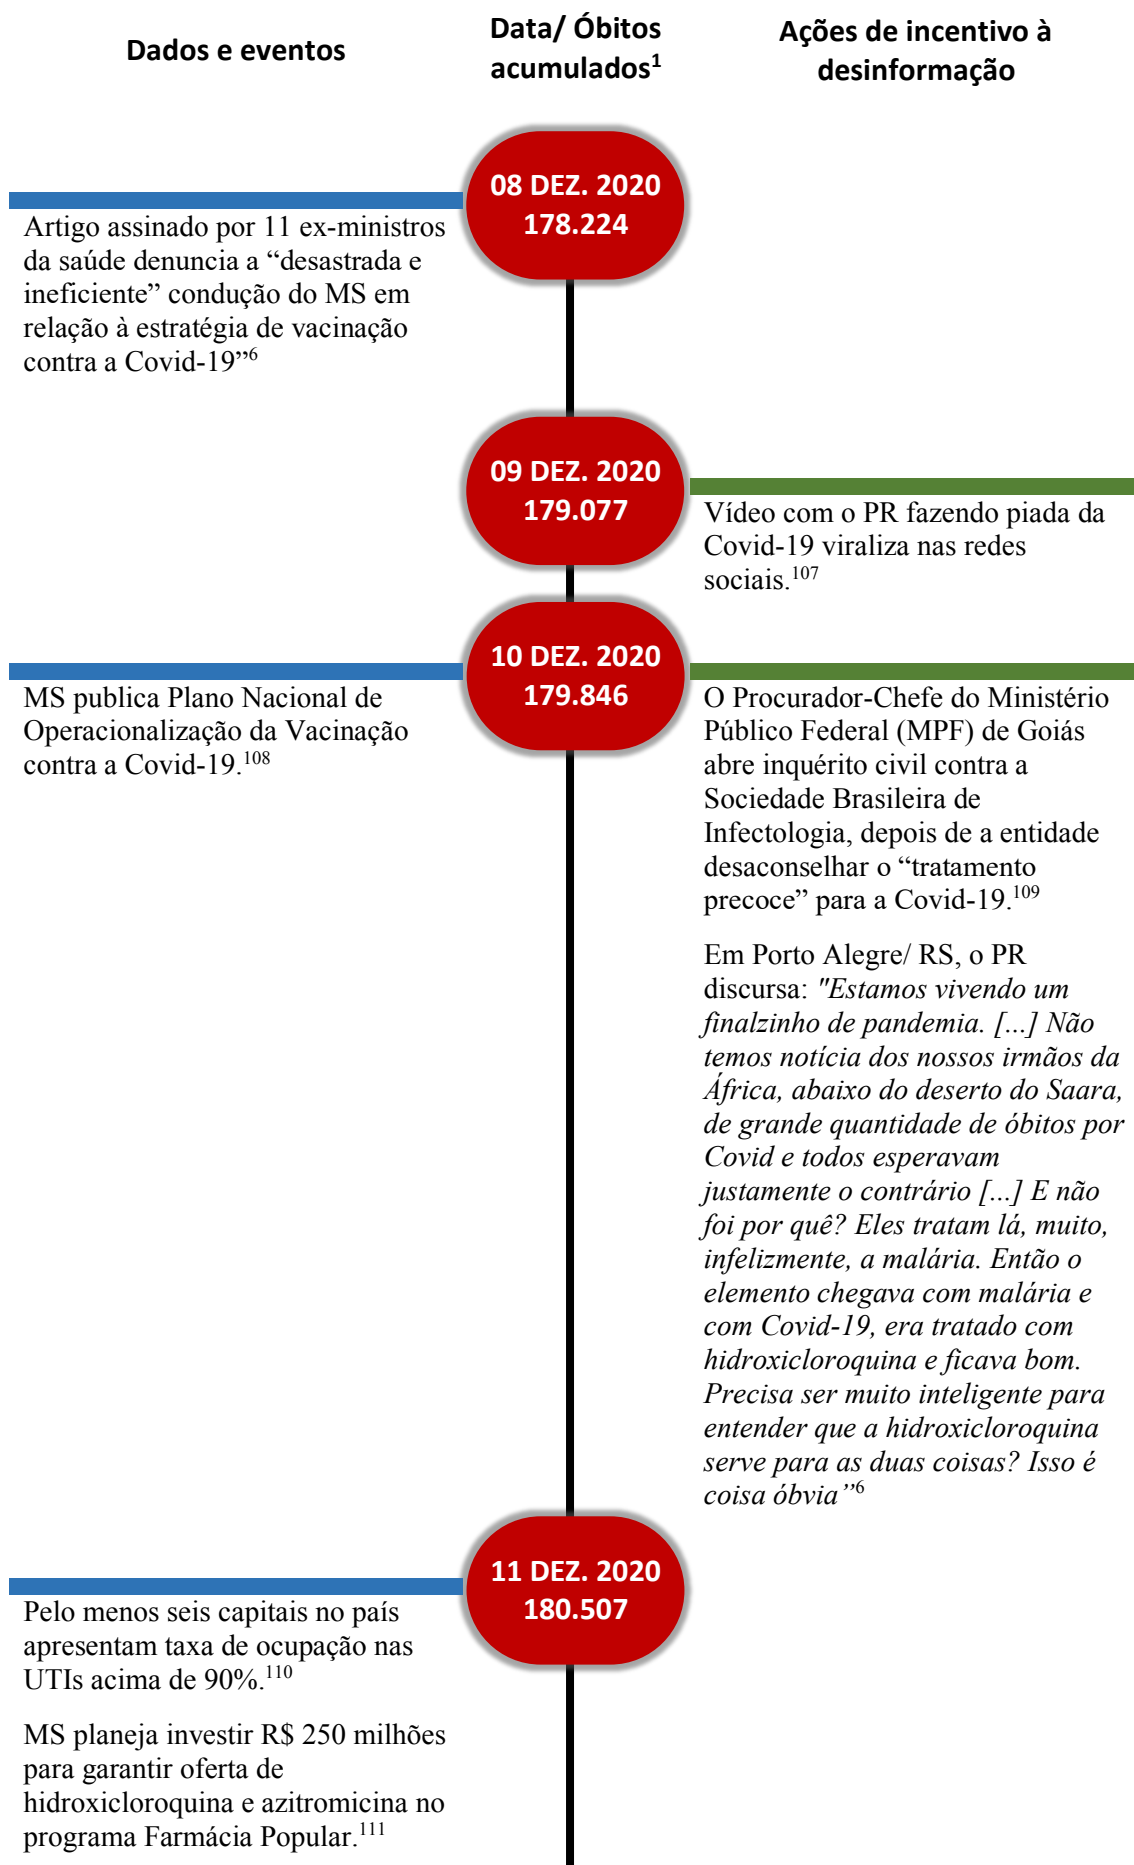 Dados e eventos
Data/ Óbitos
acumulados¹
Ações de incentivo à
desinformação
08 DEZ. 2020
178.224
Artigo assinado por 11 ex-ministros
da saúde denuncia a “desastrada e
ineficiente” condução do MS em
relação à estratégia de vacinação
contra a Covid-19”⁶
09 DEZ. 2020
179.077
Vídeo com o PR fazendo piada da
Covid-19 viraliza nas redes
sociais.¹⁰⁷
10 DEZ. 2020
179.846
MS publica Plano Nacional de
Operacionalização da Vacinação
contra a Covid-19.¹⁰⁸
O Procurador-Chefe do Ministério
Público Federal (MPF) de Goiás
abre inquérito civil contra a
Sociedade Brasileira de
Infectologia, depois de a entidade
desaconselhar o “tratamento
precoce” para a Covid-19.¹⁰⁹
Em Porto Alegre/ RS, o PR
discursa: "Estamos vivendo um
finalzinho de pandemia. [...] Não
temos notícia dos nossos irmãos da
África, abaixo do deserto do Saara,
de grande quantidade de óbitos por
Covid e todos esperavam
justamente o contrário [...] E não
foi por quê? Eles tratam lá, muito,
infelizmente, a malária. Então o
elemento chegava com malária e
com Covid-19, era tratado com
hidroxicloroquina e ficava bom.
Precisa ser muito inteligente para
entender que a hidroxicloroquina
serve para as duas coisas? Isso é
coisa óbvia”⁶
11 DEZ. 2020
180.507
Pelo menos seis capitais no país
apresentam taxa de ocupação nas
UTIs acima de 90%.¹¹⁰
MS planeja investir R$ 250 milhões
para garantir oferta de
hidroxicloroquina e azitromicina no
programa Farmácia Popular.¹¹¹